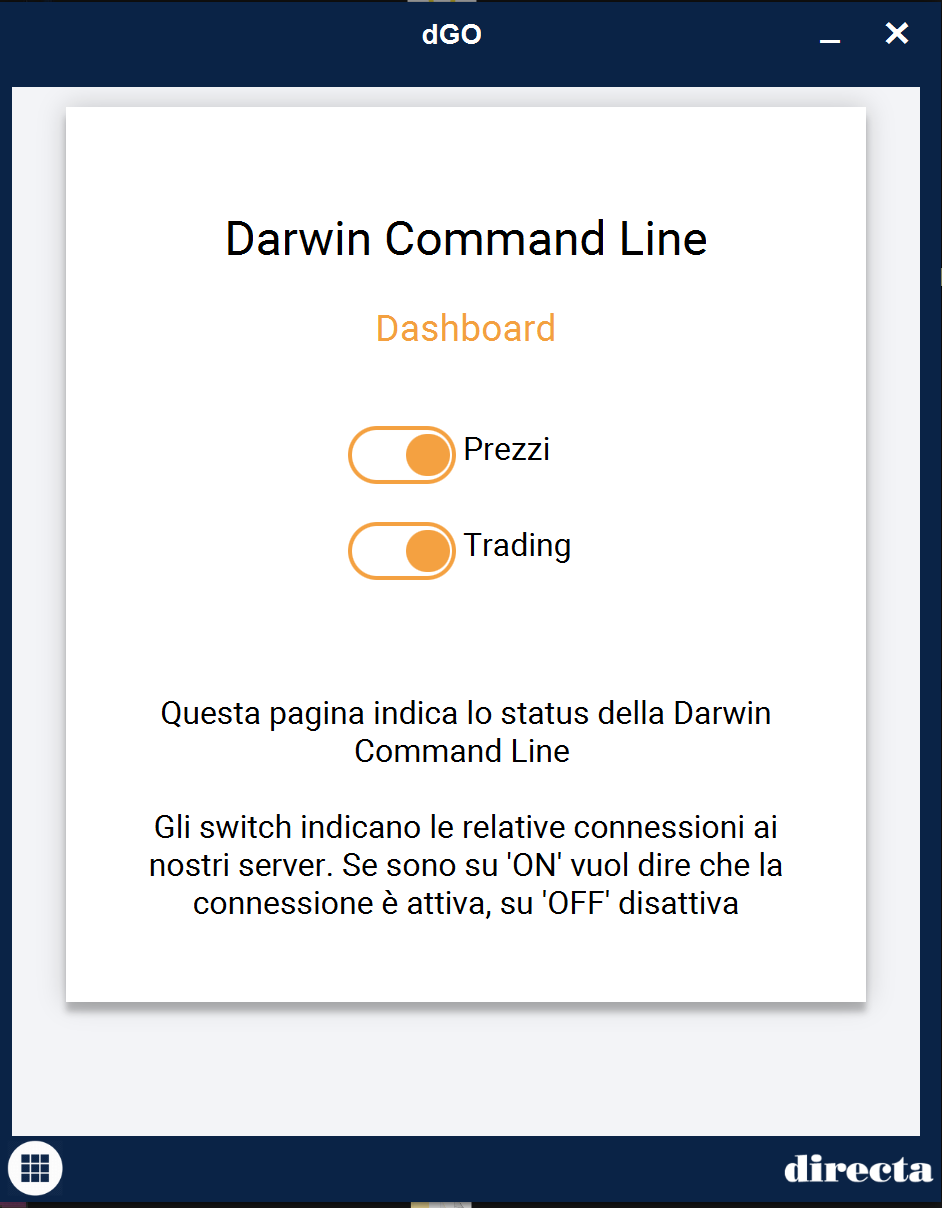 dGO
Darwin Command Line
Dashboard
Prezzi
Trading
Questa pagina indica lo status della Darwin
Command Line
Gli switch indicano le relative connessioni ai
nostri server. Se sono su 'ON' vuol dire che la
connessione è attiva, su 'OFF' disattiva
directa